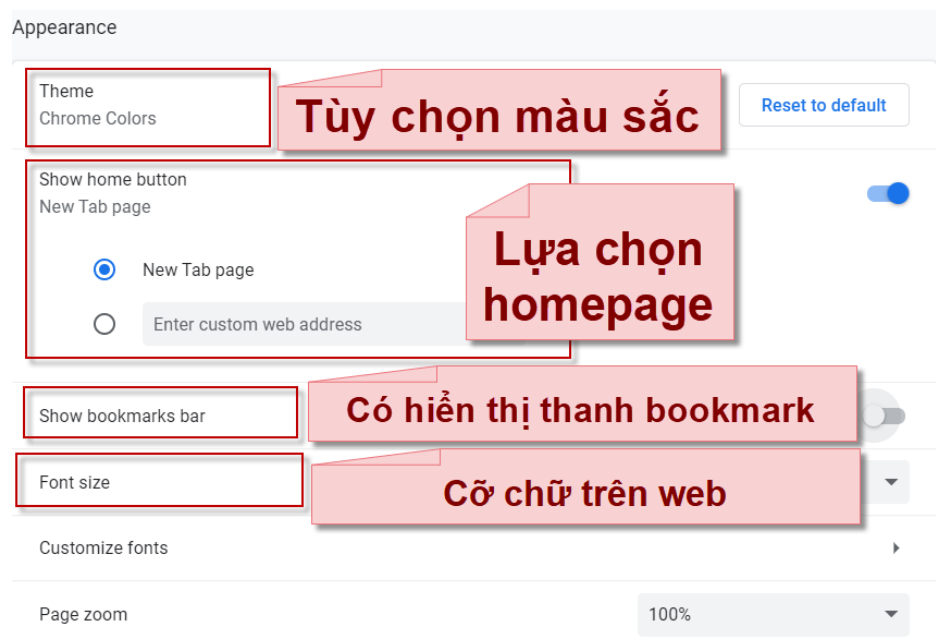 Appearance
Theme
Chrome Colors
Tùy chọn màu sắc
Reset to default
Show home button
New Tab page
New Tab page
Enter custom web address
Lựa chọn
homepage
Show bookmarks bar
Có hiển thị thanh bookmark
Font size
Cỡ chữ trên web
Customize fonts
Page zoom
100%